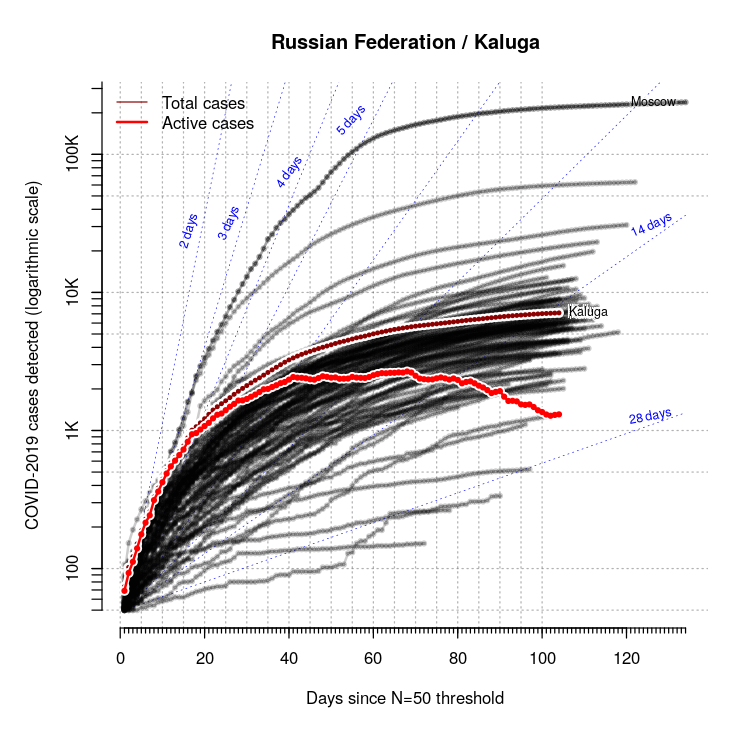 Russian Federation / Kaluga
Total cases
Active cases
Moscow
2 days
3 days
4 days
5 days
14 days
28 days
Kaluga
COVID-2019 cases detected (logarithmic scale)
100K
10K
1K
100
0 20 40 60 80 100 120
Days since N=50 threshold